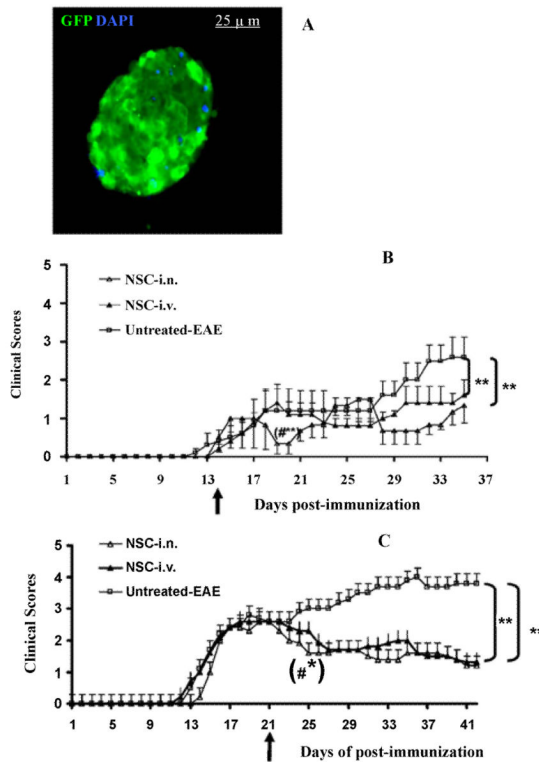 GFP DAPI
25 µ m
A
B
5
4
3
2
1
0
Clinical Scores
NSC-i.n.
NSC-i.v.
Untreated-EAE
(#**)
**
**
1 5 9 13 17 21 25 29 33 37
Days post-immunization
C
5
4
3
2
1
0
Clinical Scores
NSC-i.n.
NSC-i.v.
Untreated-EAE
(#*)
**
**
1 5 9 13 17 21 25 29 33 37 41
Days of post-immunization